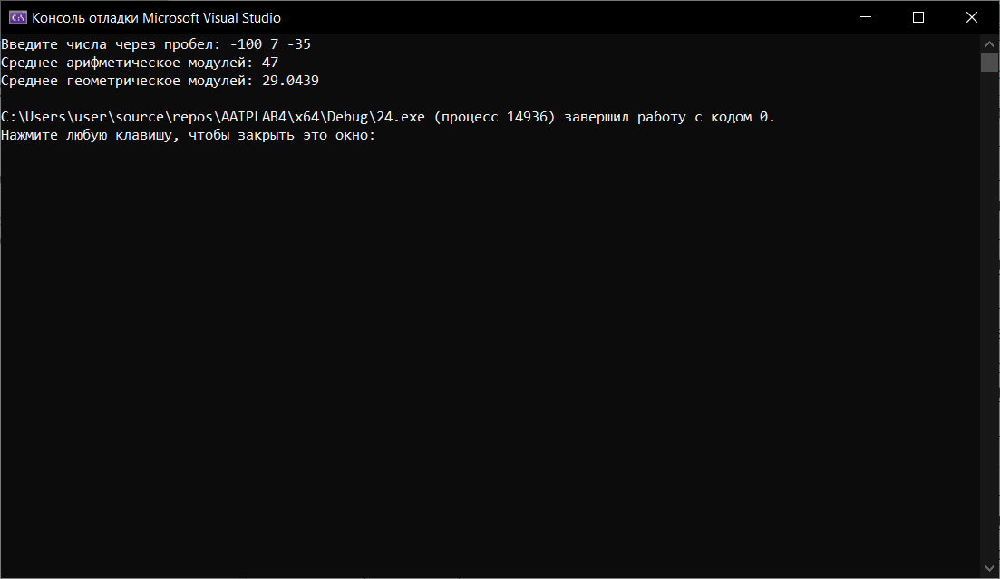 Консоль отладки Microsoft Visual Studio
Введите числа через пробел: -100 7 -35
Среднее арифметическое модулей: 47
Среднее геометрическое модулей: 29.0439
C:\Users\user\source\repos\AAIPLAB4\x64\Debug\24.exe (процесс 14936) завершил работу с кодом 0.
Нажмите любую клавишу, чтобы закрыть это окно: